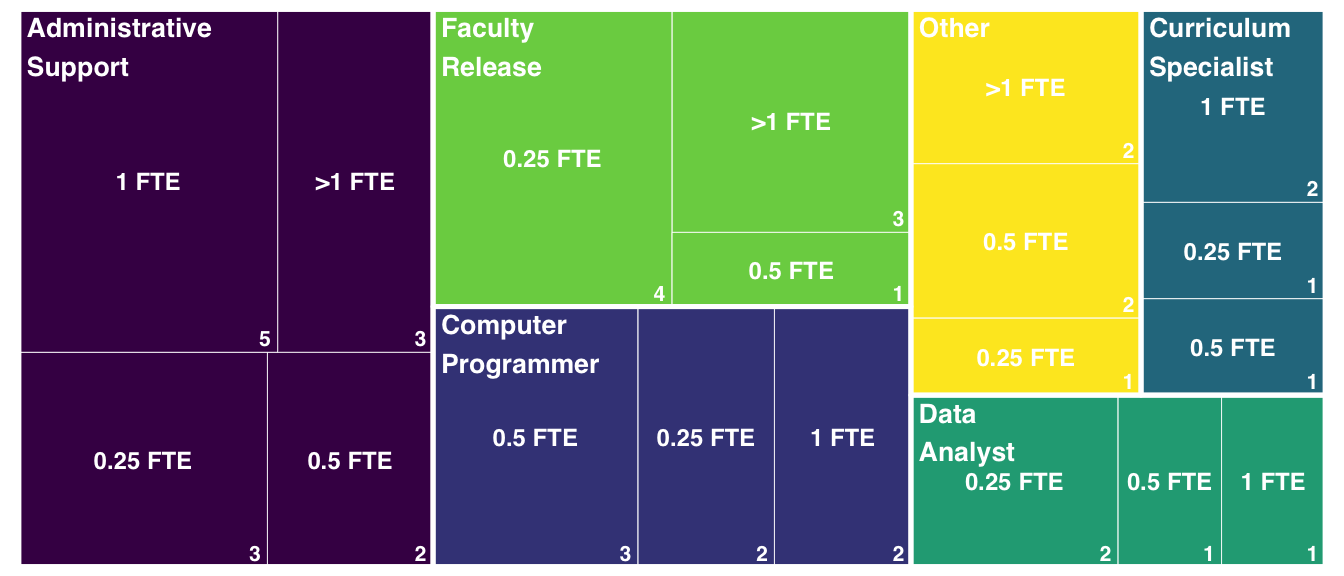 Administrative
Support
1 FTE
5
>1 FTE
3
0.25 FTE
3
0.5 FTE
2
Faculty
Release
0.25 FTE
4
>1 FTE
3
0.5 FTE
1
Computer
Programmer
0.5 FTE
3
0.25 FTE
2
1 FTE
2
Other
>1 FTE
2
0.5 FTE
2
0.25 FTE
1
Curriculum
Specialist
1 FTE
2
0.25 FTE
1
0.5 FTE
1
Data
Analyst
0.25 FTE
2
0.5 FTE
1
1 FTE
1